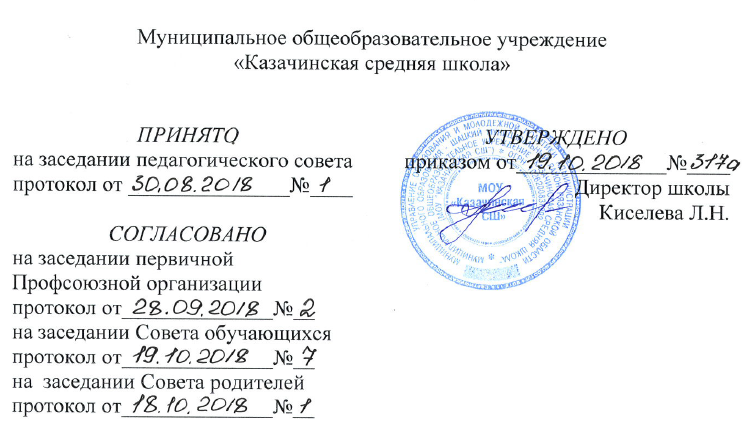 Муниципальное общеобразовательное учреждение
«Казачинская средняя школа»
ПРИНЯТО
на заседании педагогического совета
протокол от 30.08.2018 № 1
УТВЕРЖДЕНО
приказом от 19.10.2018 № 317а
Директор школы
Киселева Л.Н.
МОУ
«Казачинская
СШ»
СОГЛАСОВАНО
на заседании первичной
Профсоюзной организации
протокол от 28.09.2018 № 2
на заседании Совета обучающихся
протокол от 19.10.2018 № 7
на заседании Совета родителей
протокол от 18.10.2018 № 1